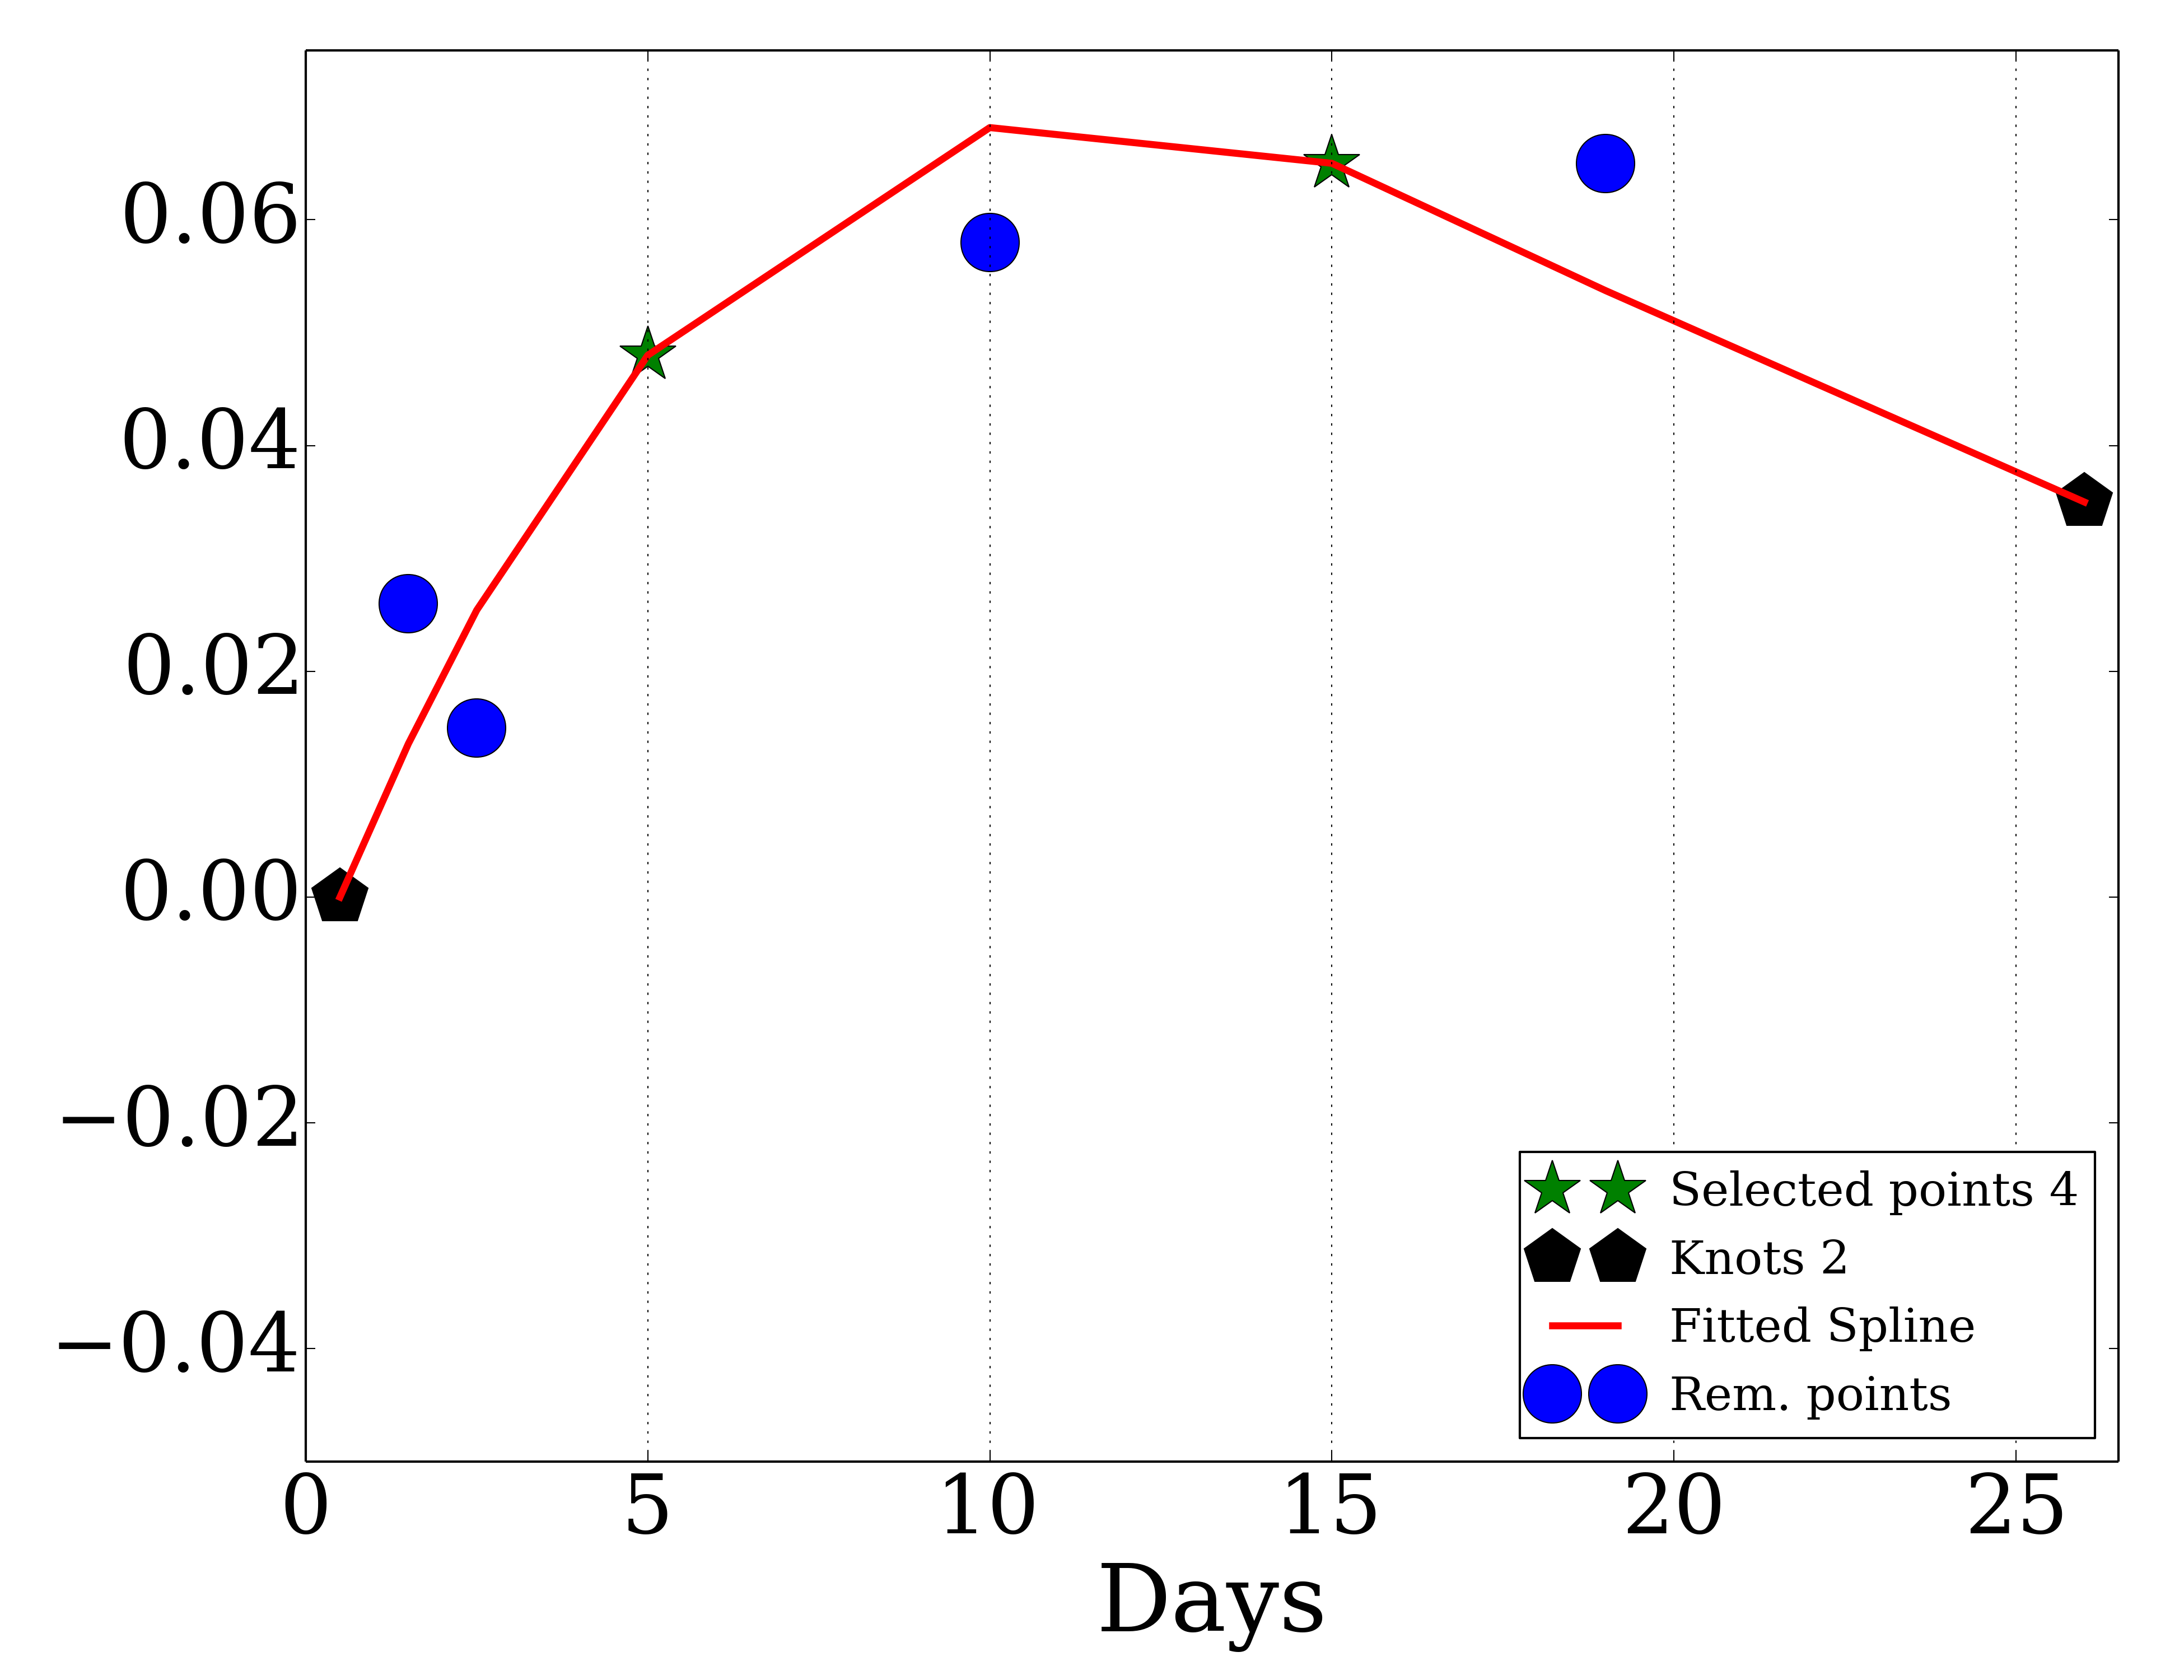 0.06
0.04
0.02
0.00
−0.02
−0.04
Selected points 4
Knots 2
Fitted Spline
Rem. points
0 5 10 15 20 25
Days